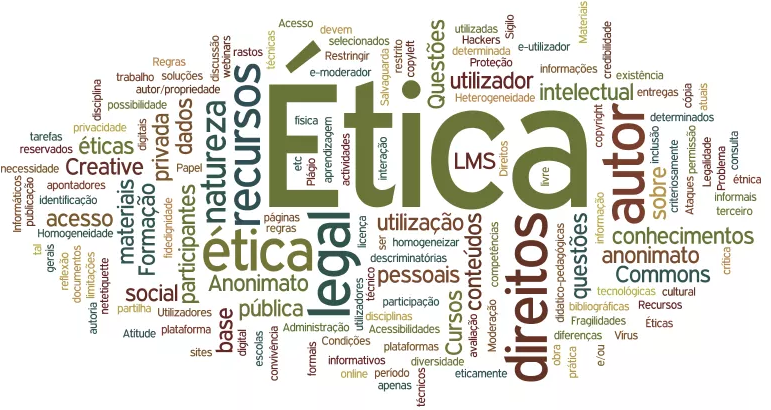 Ética
Acesso
devem
técnicas
Regras
soluções
trabalho
autor/propriedade
disciplina
possibilidade
discussão
webinars
rastos
selecionados
Restringir
e-moderador
Salvaguarda
restrito
copyleft
Questões
utilizadas
Hackers
determinada
Proteção
Sigilo
e-utilizador
Materiais
credibilidade
informações
utilizador
Heterogeneidade
intelectual
existência
entregas
cópia
atuais
tarefas
reservados
privacidade
digitais
éticas
privada
dados
natureza
recursos
física
etc
Plágio
aprendizagem
actividades
interação
LMS
Direitos
livre
copyright
autor
determinados
inclusão
sobre
criteriosamente
Ataques
permissão
Legalidade
Problema
consulta
étnica
informais
terceiro
necessidade
Creative
Papel
Informáticos
publicação
apontadores
identificação
acesso
Homogeneidade
materiais
Formação
fidedignidade
participantes
ètica
páginas
regras
legal
licença
utilização
ser
homogeneizar
descriminatórias
pessoais
conteúdos
competências
direitos
didatico-pedagógicas
questões
informação
conhecimentos
anonimato
Commons
crítica
tal
gerais
reflexão
documentos
limitações
netetiquette
autoria
partilha
social
Utilizadores
Atitude
plataforma
sites
base
digital
Anonimato
pública
escolas
convivência
Administração
formais
Condições
utilizadores
técnico
participação
disciplinas
Acessibilidades
plataformas
diversidade
informativos
online
período
apenas
técnicos
eticamente
Cursos
avaliação
Moderação
obra
prática
bibliográficas
Fragilidades
diferenças
e/ou
Vírus
tecnológicas
cultural
Recursos
Éticas